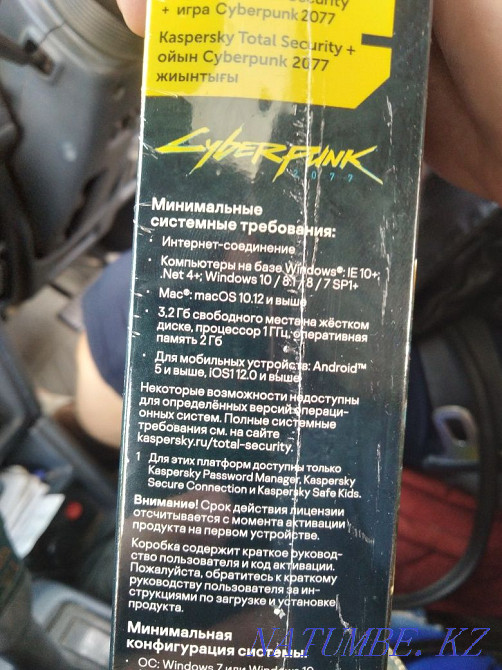 Security
+ игра Cyberpunk 2077
Kaspersky Total Security +
ойын Cyberpunk 2077
жиынтығы
Cyberpunk
2077
Минимальные
системные требования:
· Интернет-соединение
· Компьютеры на базе Windows®: IE 10+;
.Net 4+; Windows 10 / 8.1 / 8 / 7 SP1+
· Mac®: macOS 10.12 и выше
· 3,2 Гб свободного места на жёстком
диске, процессор 1 ГГц, оперативная
память 2 Гб
· Для мобильных устройств: Android™
5 и выше, iOS1 12.0 и выше
Некоторые возможности недоступны
для определённых версий операци-
онных систем. Полные системные
требования см. на сайте
kaspersky.ru/total-security.
1 Для этих платформ доступны только
Kaspersky Password Manager, Kaspersky
Secure Connection и Kaspersky Safe Kids.
Внимание! Срок действия лицензии
отсчитывается с момента активации
продукта на первом устройстве.
Коробка содержит краткое руковод-
ство пользователя и код активации.
Пожалуйста, обратитесь к краткому
руководству пользователя за ин-
струкциями по загрузке и установке
продукта.
Минимальная
конфигурация системы:
· ОС: Windows 7 или Windows 10
NATUMBE.KZ